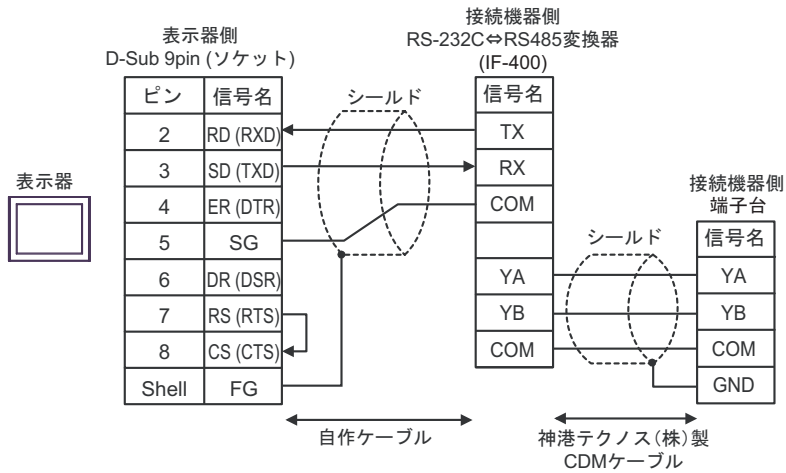 表示器側
D-Sub 9pin (ソケット)
接続機器側
RS-232C⇔RS485変換器
(IF-400)
ピン 信号名
2 RD (RXD)
3 SD (TXD)
4 ER (DTR)
5 SG
6 DR (DSR)
7 RS (RTS)
8 CS (CTS)
Shell FG
表示器
シールド
信号名
TX
RX
COM
YA
YB
COM
シールド
接続機器側
端子台
信号名
YA
YB
COM
GND
自作ケーブル
神港テクノス(株)製
CDMケーブル